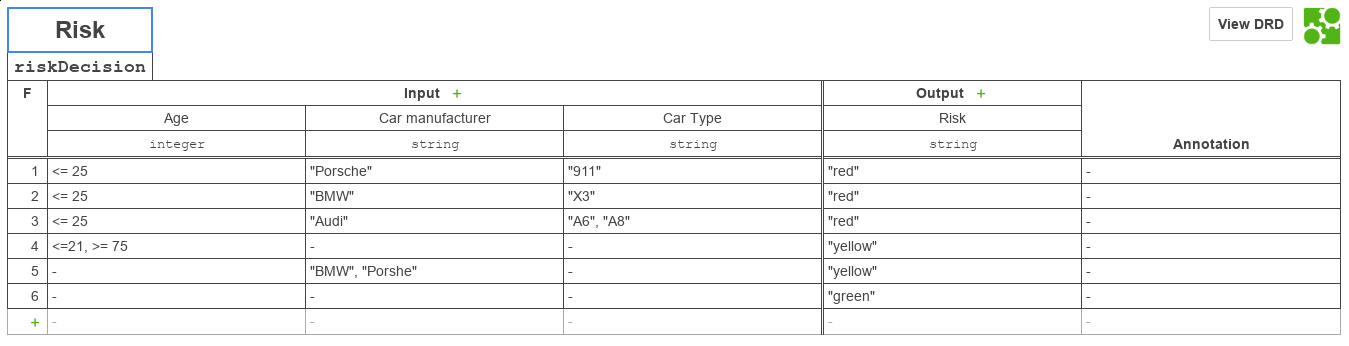 Risk View DRD
riskDecision
F Input + Output +
Age Car manufacturer Car Type Risk
integer string string string Annotation
1 <= 25 "Porsche" "911" "red" -
2 <= 25 "BMW" "X3" "red" -
3 <= 25 "Audi" "A6", "A8" "red" -
4 <=21, >= 75 - - "yellow" -
5 - "BMW", "Porshe" - "yellow" -
6 - - - "green" -
+ - - - - -